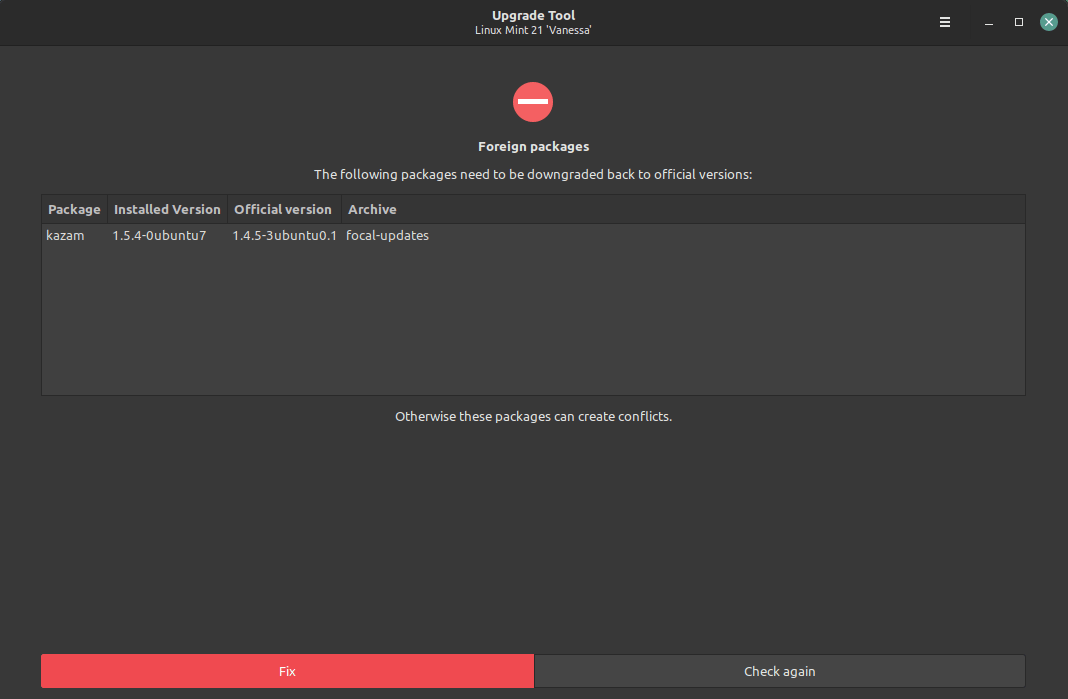 Upgrade Tool
Linux Mint 21 'Vanessa'
Foreign packages
The following packages need to be downgraded back to official versions:
Package Installed Version Official version Archive
kazam 1.5.4-0ubuntu7 1.4.5-3ubuntu0.1 focal-updates
Otherwise these packages can create conflicts.
Fix Check again